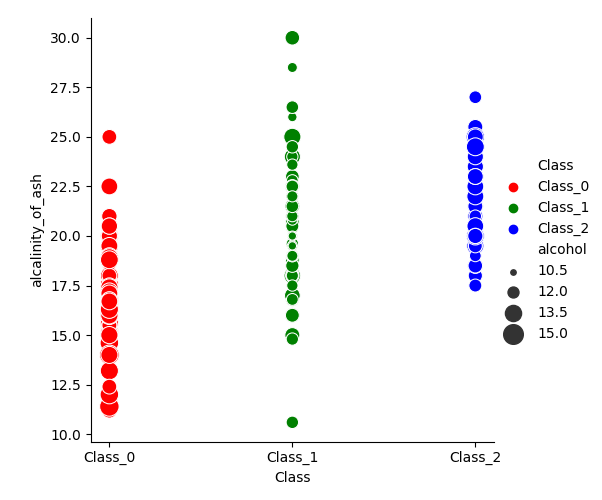 30.0
27.5
25.0
22.5
20.0
17.5
15.0
12.5
10.0
alcalinity_of_ash
Class_0
Class_1
Class_2
Class
Class
Class_0
Class_1
Class_2
alcohol
10.5
12.0
13.5
15.0